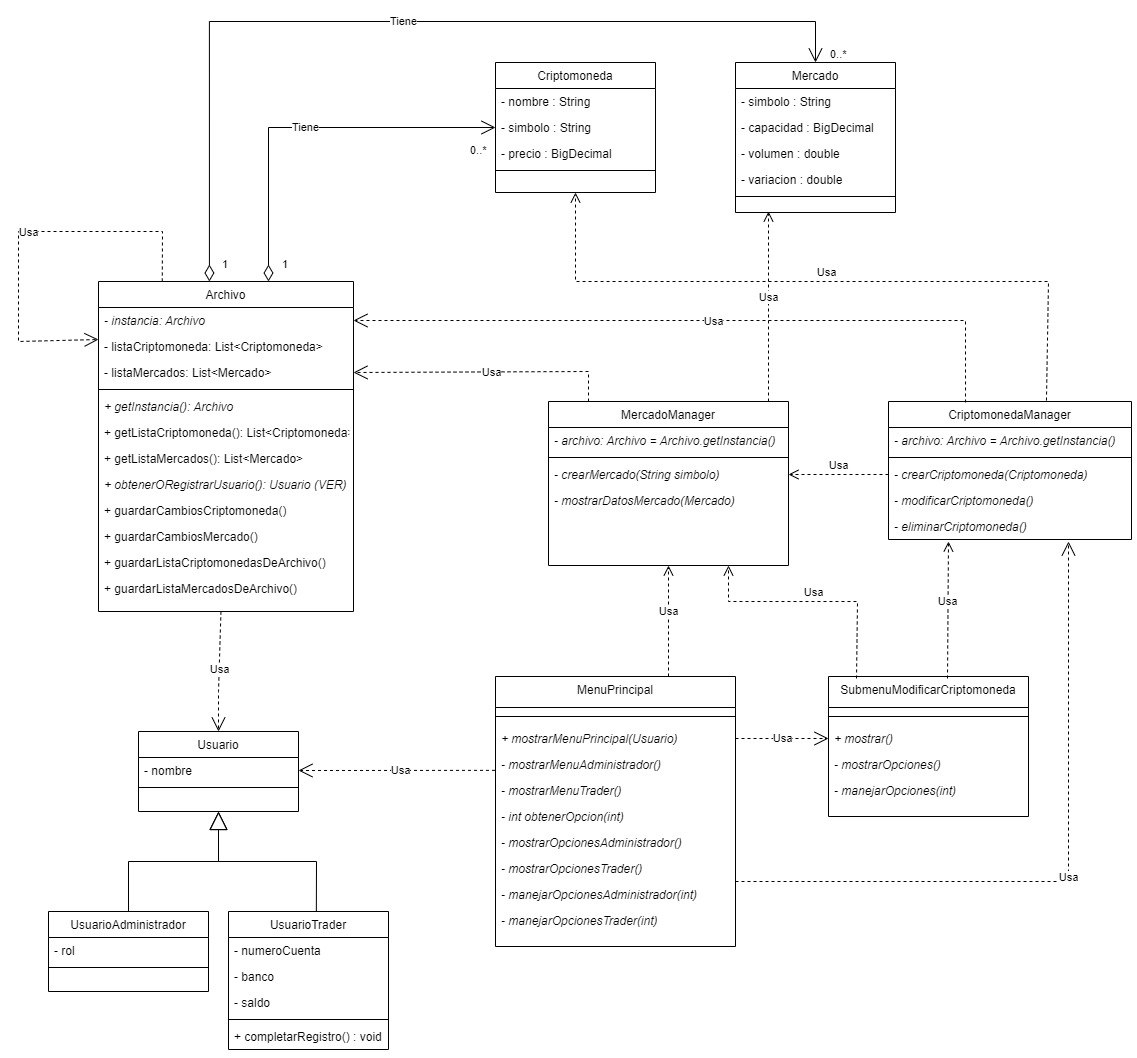 Tiene
0..*
Criptomoneda
- nombre : String
- simbolo : String
- precio : BigDecimal
Mercado
- simbolo : String
- capacidad : BigDecimal
- volumen : double
- variacion : double
Tiene
0..*
Usa
1
1
Usa
Usa
Archivo
- instancia: Archivo
- listaCriptomoneda: List<Criptomoneda>
- listaMercados: List<Mercado>
+ getInstancia(): Archivo
+ getListaCriptomoneda(): List<Criptomoneda>
+ getListaMercados(): List<Mercado>
+ obtenerORegistrarUsuario(): Usuario (VER)
+ guardarCambiosCriptomoneda()
+ guardarCambiosMercado()
+ guardarListaCriptomonedasDeArchivo()
+ guardarListaMercadosDeArchivo()
Usa
Usa
MercadoManager
- archivo: Archivo = Archivo.getInstancia()
- crearMercado(String simbolo)
- mostrarDatosMercado(Mercado)
Usa
CriptomonedaManager
- archivo: Archivo = Archivo.getInstancia()
- crearCriptomoneda(Criptomoneda)
- modificarCriptomoneda()
- eliminarCriptomoneda()
Usa
Usa
Usa
Usa
MenuPrincipal
+ mostrarMenuPrincipal(Usuario)
- mostrarMenuAdministrador()
- mostrarMenuTrader()
- int obtenerOpcion(int)
- mostrarOpcionesAdministrador()
- mostrarOpcionesTrader()
- manejarOpcionesAdministrador(int)
- manejarOpcionesTrader(int)
Usa
SubmenuModificarCriptomoneda
+ mostrar()
- mostrarOpciones()
- manejarOpciones(int)
Usa
Usuario
- nombre
Usa
UsuarioAdministrador
- rol
UsuarioTrader
- numeroCuenta
- banco
- saldo
+ completarRegistro() : void